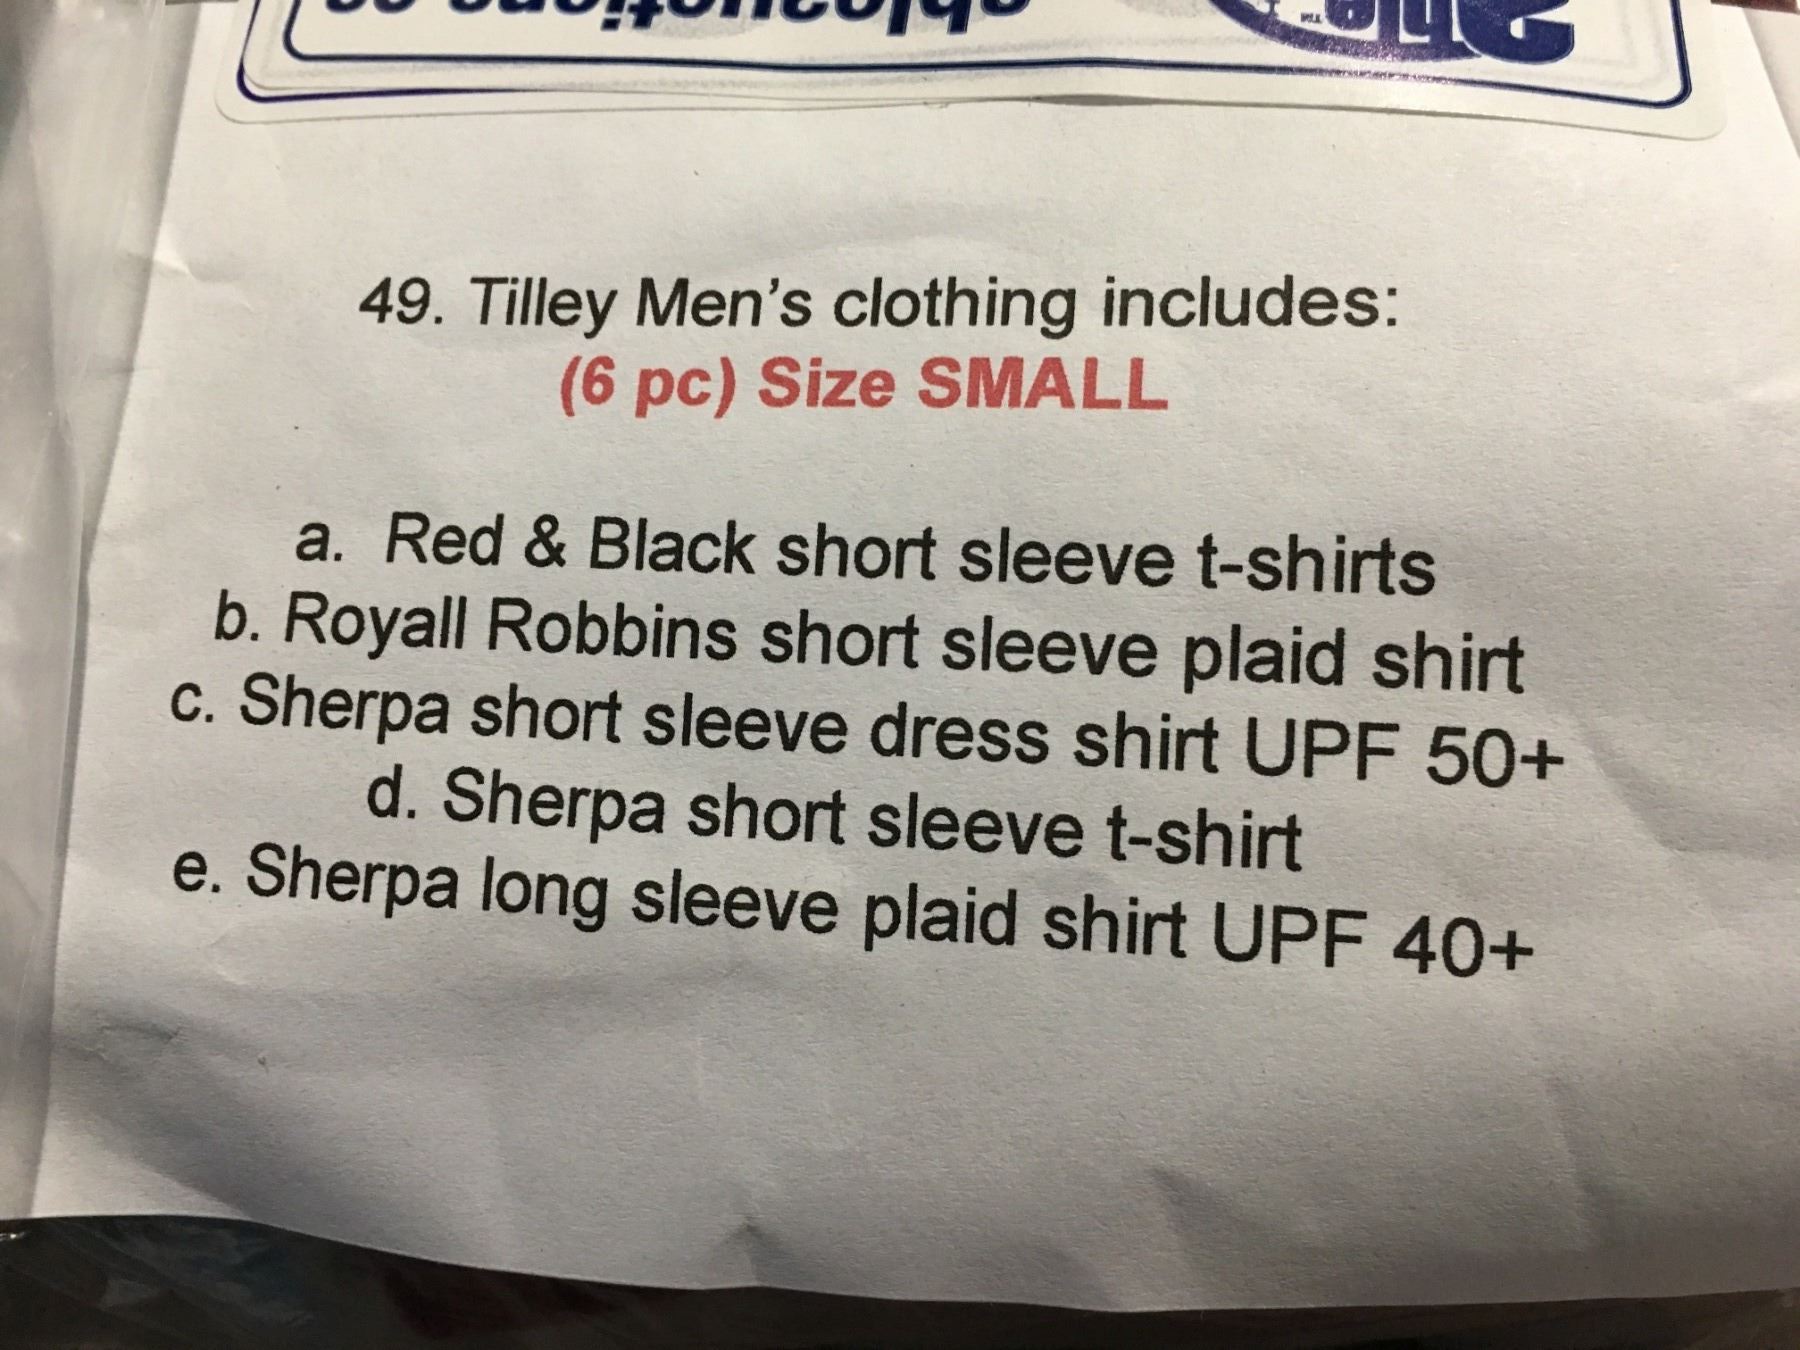 49. Tilley Men's clothing includes:
(6 pc) Size SMALL
a. Red & Black short sleeve t-shirts
b. Royall Robbins short sleeve plaid shirt
c. Sherpa short sleeve dress shirt UPF 50+
d. Sherpa short sleeve t-shirt
e. Sherpa long sleeve plaid shirt UPF 40+